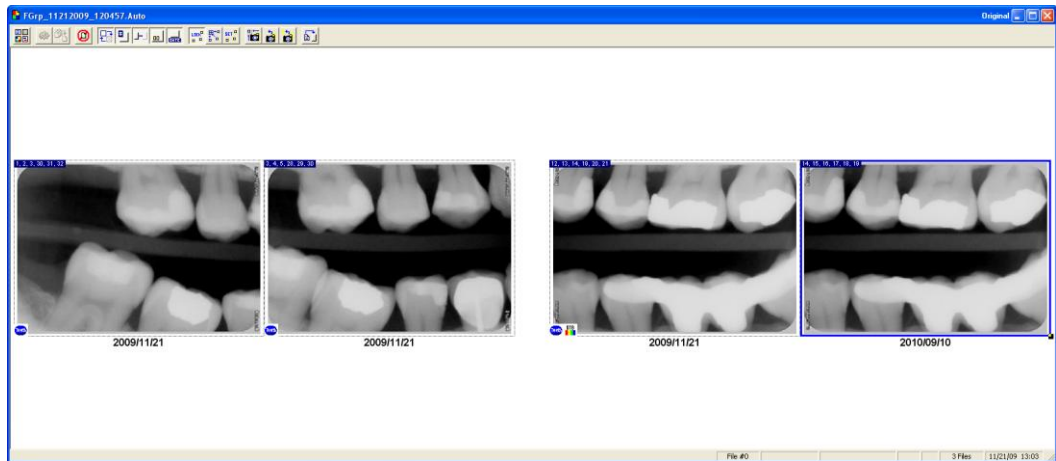 FGrp_11212009_120457.Auto
Original
1, 2, 3, 30, 31, 32
3, 4, 5, 28, 29, 30
12, 13, 14, 19, 20, 21
14, 15, 16, 17, 18, 19
2009/11/21
2009/11/21
2009/11/21
2010/09/10
File #0
3 Files
11/21/09 13:03